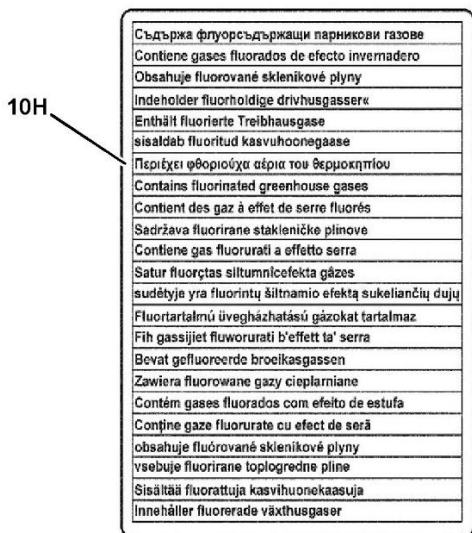 10H
Съдържа флуорсъдържащи парникови газове
Contiene gases fluorados de efecto invernadero
Obsahuje fluorované skleníkové plyny
Indeholder fluorholdige drivhusgasser«
Enthält fluorierte Treibhausgase
sisaldab fluoritud kasvuhoonegaase
Περιέχει φθοριούχα αέρια του θερμοκηπίου
Contains fluorinated greenhouse gases
Contient des gaz à effet de serre fluorés
Sadržava fluorirane stakleničke plinove
Contiene gas fluorurati a effetto serra
Satur fluorçtas siltumnîcefekta gâzes
sudėtyje yra fluorintų šiltnamio efektą sukeliančių dujų
Fluortartalmú üvegházhatású gázokat tartalmaz
Fih gassijiet fluworurati b'effett ta' serra
Bevat gefluoreerde broeikasgassen
Zawiera fluorowane gazy cieplarniane
Contém gases fluorados com efeito de estufa
Conține gaze fluorurate cu efect de seră
obsahuje fluórované skleníkové plyny
vsebuje fluorirane toplogredne pline
Sisältää fluorattuja kasvihuonekaasuja
Innehåller fluorerade växthusgaser